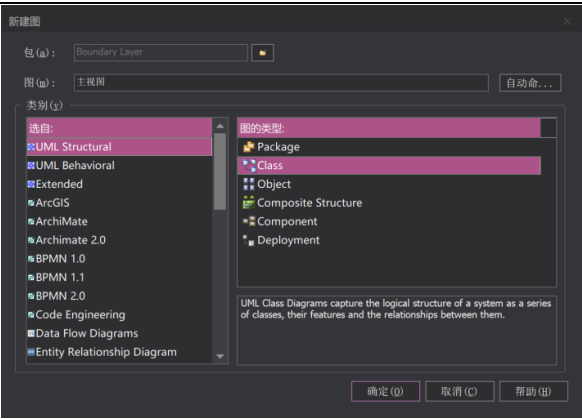 新建图
包(a): Boundary Layer
图(m): 主视图 自动命...
类别(y)
选自:
UML Structural
UML Behavioral
Extended
ArcGIS
ArchiMate
Archimate 2.0
BPMN 1.0
BPMN 1.1
BPMN 2.0
Code Engineering
Data Flow Diagrams
Entity Relationship Diagram
图的类型:
Package
Class
Object
Composite Structure
Component
Deployment
UML Class Diagrams capture the logical structure of a system as a series
of classes, their features and the relationships between them.
确定(O) 取消(C) 帮助(H)